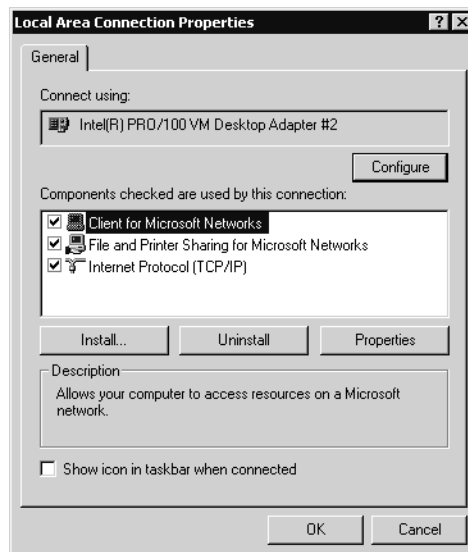 Local Area Connection Properties
General
Connect using:
Intel(R) PRO/100 VM Desktop Adapter #2
Configure
Components checked are used by this connection:
Client for Microsoft Networks
File and Printer Sharing for Microsoft Networks
Internet Protocol (TCP/IP)
Install... Uninstall Properties
Description
Allows your computer to access resources on a Microsoft
network.
Show icon in taskbar when connected
OK Cancel